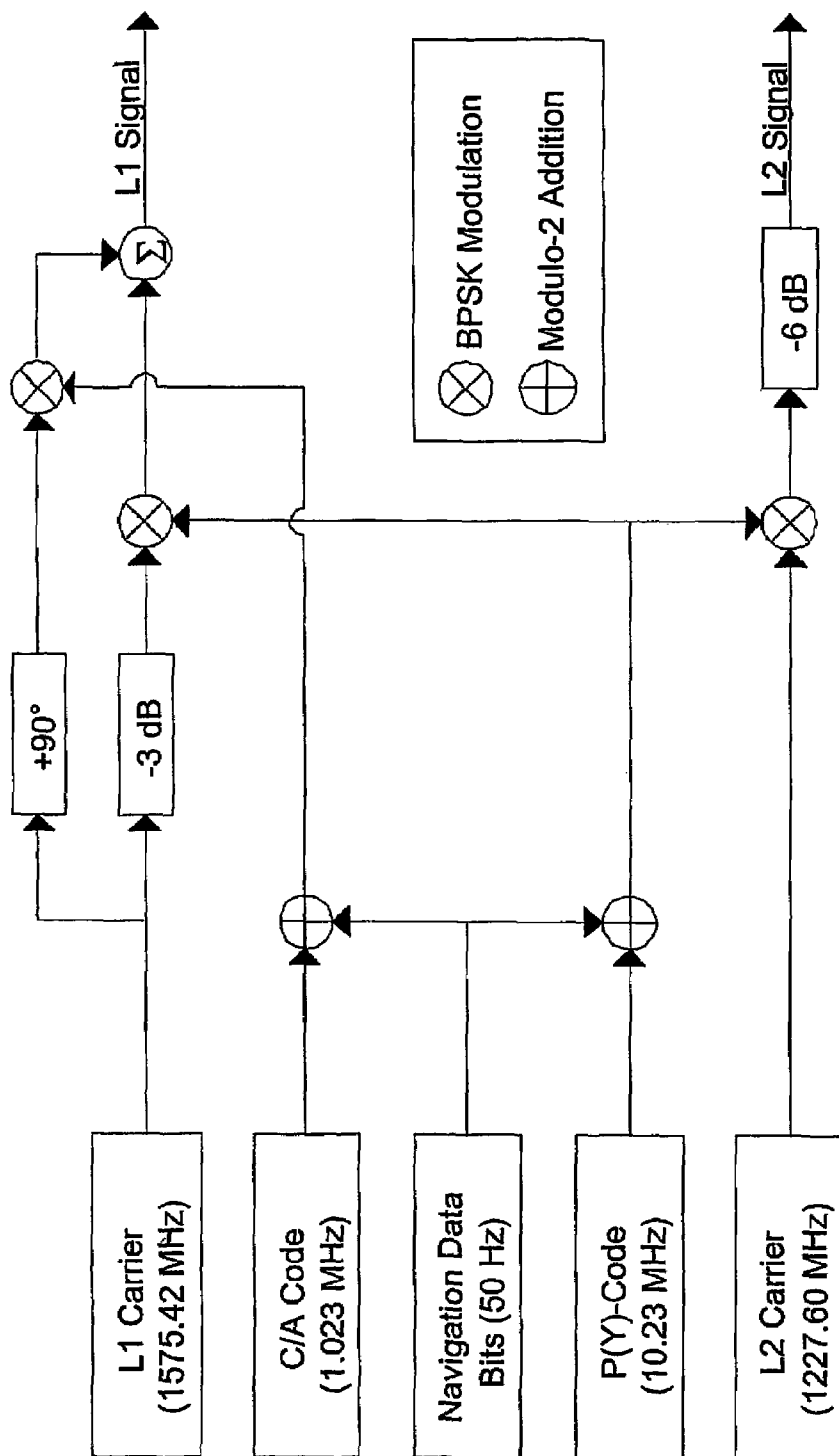 L1 Carrier
(1575.42 MHz)
C/A Code
(1.023 MHz)
Navigation Data
Bits (50 Hz)
P(Y)-Code
(10.23 MHz)
L2 Carrier
(1227.60 MHz)
+90°
-3 dB
Σ
L1 Signal
BPSK Modulation
Modulo-2 Addition
-6 dB
L2 Signal